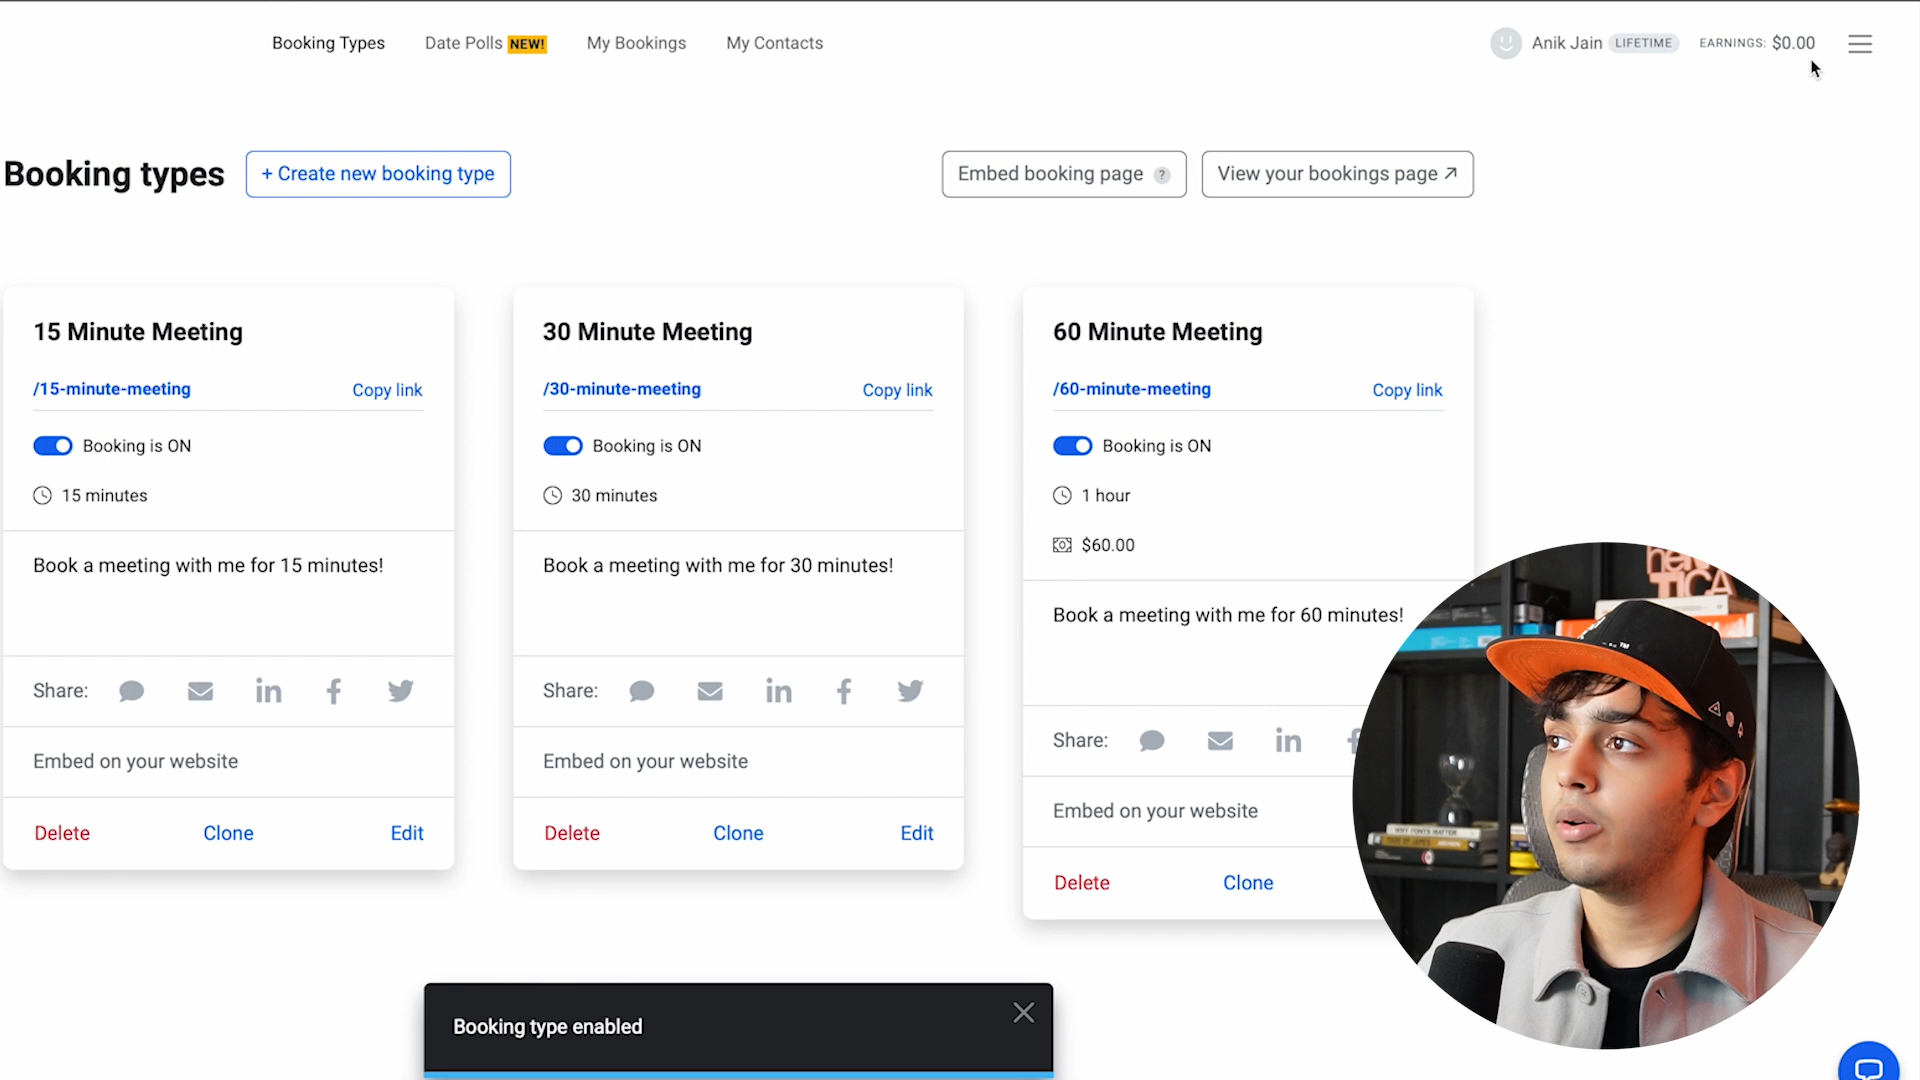 Booking Types
Date Polls NEW!
My Bookings
My Contacts
Anik Jain LIFETIME
EARNINGS: $0.00
Booking types
+ Create new booking type
Embed booking page ?
View your bookings page
15 Minute Meeting
/15-minute-meeting Copy link
Booking is ON
15 minutes
Book a meeting with me for 15 minutes!
Share:
Embed on your website
Delete Clone Edit
30 Minute Meeting
/30-minute-meeting Copy link
Booking is ON
30 minutes
Book a meeting with me for 30 minutes!
Share:
Embed on your website
Delete Clone Edit
60 Minute Meeting
/60-minute-meeting Copy link
Booking is ON
1 hour
$60.00
Book a meeting with me for 60 minutes!
Share:
Embed on your website
Delete Clone
Booking type enabled
TICA
WHY FONTS MATTER